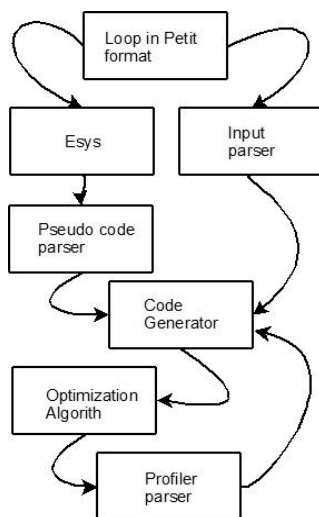 Loop in Petit
format
Esys
Input
parser
Pseudo code
parser
Code
Generator
Optimization
Algorith
Profiler
parser